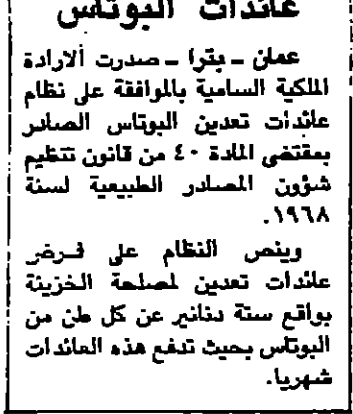 عائدات البوتاس
عمان ـ بترا ـ صدرت الارادة
الملكية السامية بالموافقة على نظام
عائدات تعدين البوتاس الصادر
بمقتضى المادة ٤٠ من قانون تنظيم
شؤون المصادر الطبيعية لسنة
١٩٦٨.
وينص النظام على فرض
عائدات تعدين لمصلحة الخزينة
بواقع ستة دنانير عن كل طن من
البوتاس بحيث تدفع هذه العائدات
شهريا.